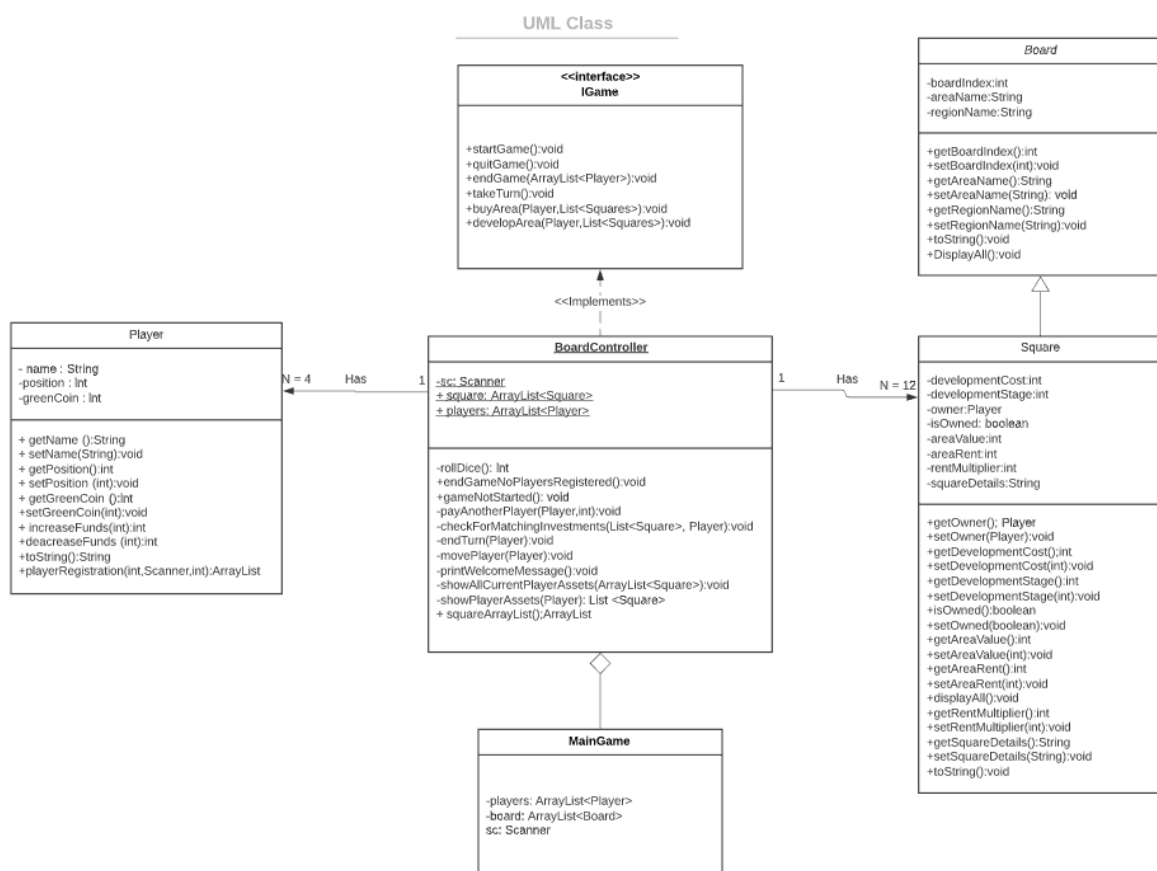 UML Class
<<interface>>
IGame
+startGame():void
+quitGame():void
+endGame(ArrayList<Player>):void
+takeTurn():void
+buyArea(Player,List<Squares>):void
+developArea(Player,List<Squares>):void
Board
-boardIndex:int
-areaName:String
-regionName:String
+getBoardIndex():int
+setBoardIndex(int):void
+getAreaName():String
+setAreaName(String): void
+getRegionName():String
+setRegionName(String):void
+toString():void
+DisplayAll():void
<<Implements>>
Player
- name : String
-position : Int
-greenCoin : Int
+ getName ():String
+ setName(String):void
+ getPosition():int
+ setPosition (int):void
+ getGreenCoin ():Int
+setGreenCoin(int):void
+ increaseFunds(int):int
+deacreaseFunds (int):int
+toString():String
+playerRegistration(int,Scanner,int):ArrayList
N = 4
Has
1
BoardController
-sc: Scanner
+ square: ArrayList<Square>
+ players: ArrayList<Player>
-rollDice(): Int
+endGameNoPlayersRegistered():void
+gameNotStarted(): void
-payAnotherPlayer(Player,int):void
-checkForMatchingInvestments(List<Square>, Player):void
-endTurn(Player):void
-movePlayer(Player):void
-printWelcomeMessage():void
-showAllCurrentPlayerAssets(ArrayList<Square>):void
-showPlayerAssets(Player): List <Square>
+ squareArrayList();ArrayList
1
Has
N = 12
Square
-developmentCost:int
-developmentStage:int
-owner:Player
-isOwned: boolean
-areaValue:int
-areaRent:int
-rentMultiplier:int
-squareDetails:String
+getOwner(); Player
+setOwner(Player):void
+getDevelopmentCost();int
+setDevelopmentCost(int):void
+getDevelopmentStage():int
+setDevelopmentStage(int):void
+isOwned():boolean
+setOwned(boolean):void
+getAreaValue():int
+setAreaValue(int):void
+getAreaRent():int
+setAreaRent(int):void
+displayAll():void
+getRentMultiplier():int
+setRentMultiplier(int):void
+getSquareDetails():String
+setSquareDetails(String):void
+toString():void
MainGame
-players: ArrayList<Player>
-board: ArrayList<Board>
sc: Scanner